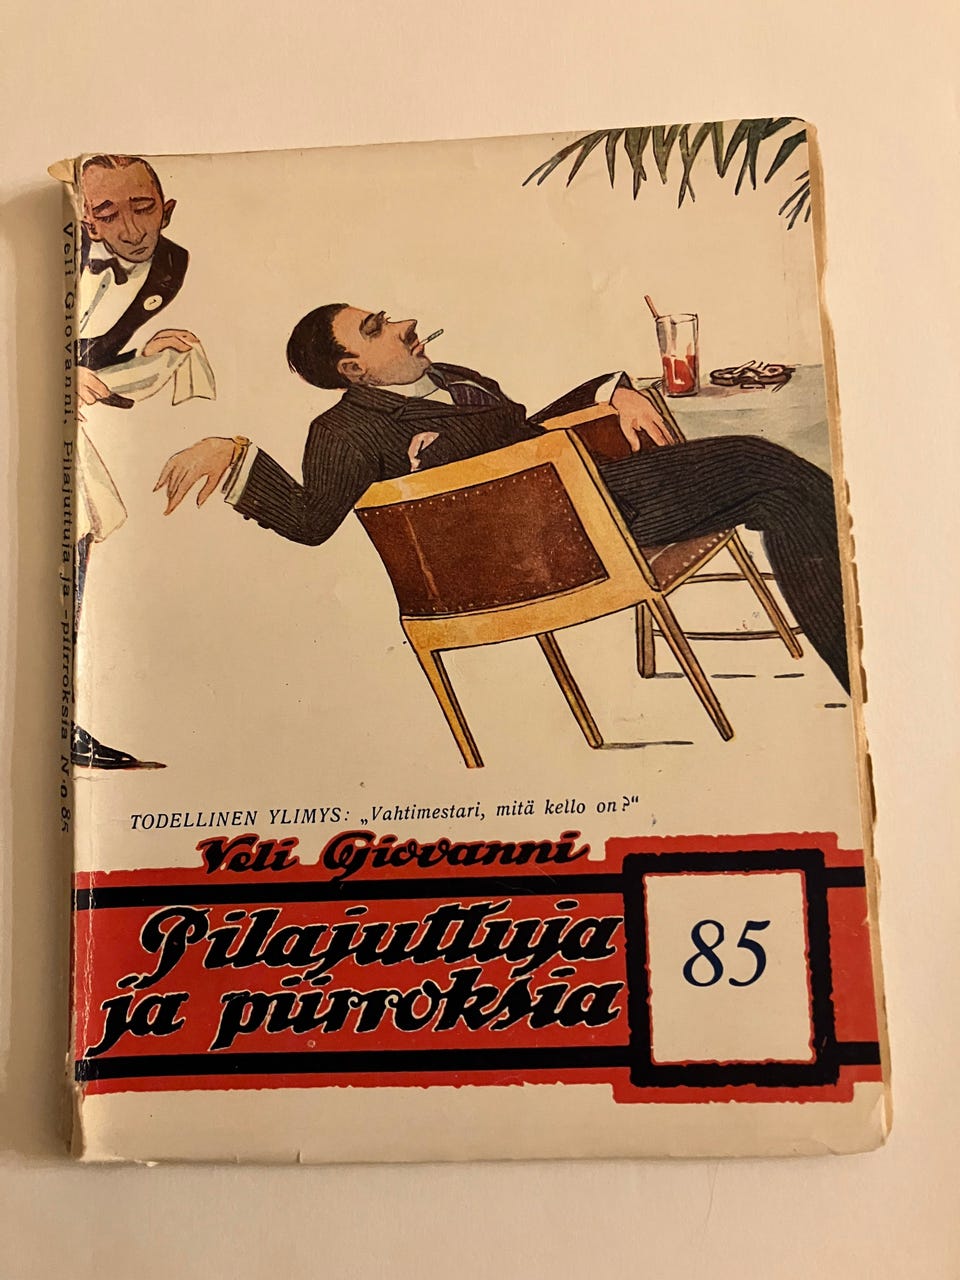 TODELLINEN YLIMYS: „Vahtimestari, mitä kello on?“
Veli Giovanni
Pilajuttuja
ja piirroksia
85
Veli Giovanni, Pilajuttuja ja -piirroksia N:o 85